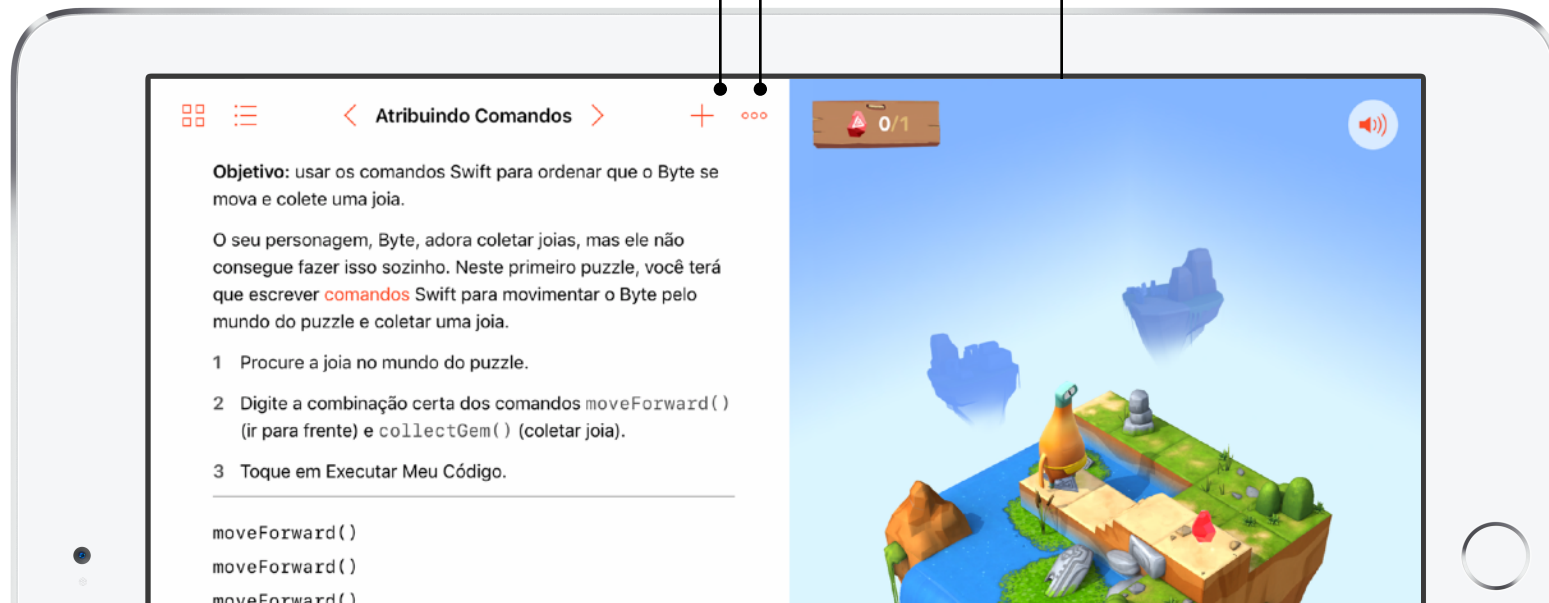 Atribuindo Comandos
0/1
Objetivo: usar os comandos Swift para ordenar que o Byte se
mova e colete uma joia.
O seu personagem, Byte, adora coletar joias, mas ele não
consegue fazer isso sozinho. Neste primeiro puzzle, você terá
que escrever comandos Swift para movimentar o Byte pelo
mundo do puzzle e coletar uma joia.
1 Procure a joia no mundo do puzzle.
2 Digite a combinação certa dos comandos moveForward()
(ir para frente) e collectGem() (coletar joia).
3 Toque em Executar Meu Código.
moveForward()
moveForward()
moveForward()